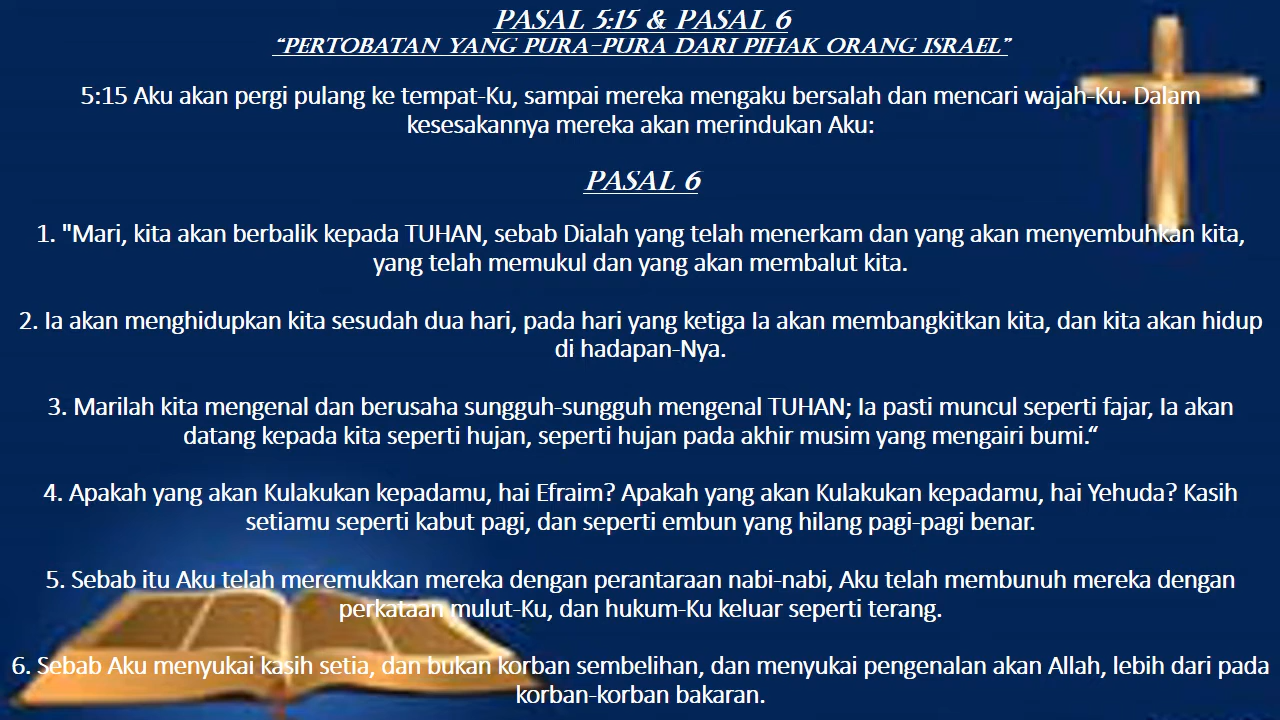 PASAL 5:15 & PASAL 6
“PERTOBATAN YANG PURA-PURA DARI PIHAK ORANG ISRAEL”
5:15 Aku akan pergi pulang ke tempat-Ku, sampai mereka mengaku bersalah dan mencari wajah-Ku. Dalam
kesesakannya mereka akan merindukan Aku:
PASAL 6
1. "Mari, kita akan berbalik kepada TUHAN, sebab Dialah yang telah menerkam dan yang akan menyembuhkan kita,
yang telah memukul dan yang akan membalut kita.
2. Ia akan menghidupkan kita sesudah dua hari, pada hari yang ketiga Ia akan membangkitkan kita, dan kita akan hidup
di hadapan-Nya.
3. Marilah kita mengenal dan berusaha sungguh-sungguh mengenal TUHAN; Ia pasti muncul seperti fajar, Ia akan
datang kepada kita seperti hujan, seperti hujan pada akhir musim yang mengairi bumi.“
4. Apakah yang akan Kulakukan kepadamu, hai Efraim? Apakah yang akan Kulakukan kepadamu, hai Yehuda? Kasih
setiamu seperti kabut pagi, dan seperti embun yang hilang pagi-pagi benar.
5. Sebab itu Aku telah meremukkan mereka dengan perantaraan nabi-nabi, Aku telah membunuh mereka dengan
perkataan mulut-Ku, dan hukum-Ku keluar seperti terang.
6. Sebab Aku menyukai kasih setia, dan bukan korban sembelihan, dan menyukai pengenalan akan Allah, lebih dari pada
korban-korban bakaran.